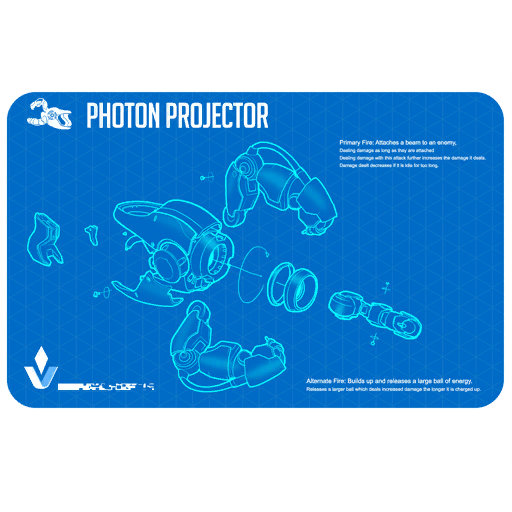 PHOTON PROJECTOR
Primary Fire: Attaches a beam to an enemy,
Dealing damage as long as they are attached
Dealing damage with this attack further increases the damage it deals.
Damage itself decreases if it is idle for too long.
Alternate Fire: Builds up and releases a large ball of energy.
Releases a larger ball which deals increased damage the longer it is charged up.